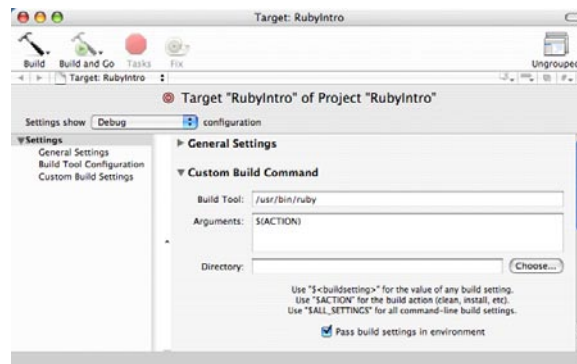 Target: RubyIntro
Build Build and Go Tasks Fix Ungrouped
Target: RubyIntro
Target "RubyIntro" of Project "RubyIntro"
Settings show Debug configuration
Settings
General Settings
Build Tool Configuration
Custom Build Settings
General Settings
Custom Build Command
Build Tool: /usr/bin/ruby
Arguments: $(ACTION)
Directory: Choose...
Use "$<buildsetting>" for the value of any build setting.
Use "$ACTION" for the build action (clean, install, etc).
Use "$ALL_SETTINGS" for all command-line build settings.
Pass build settings in environment